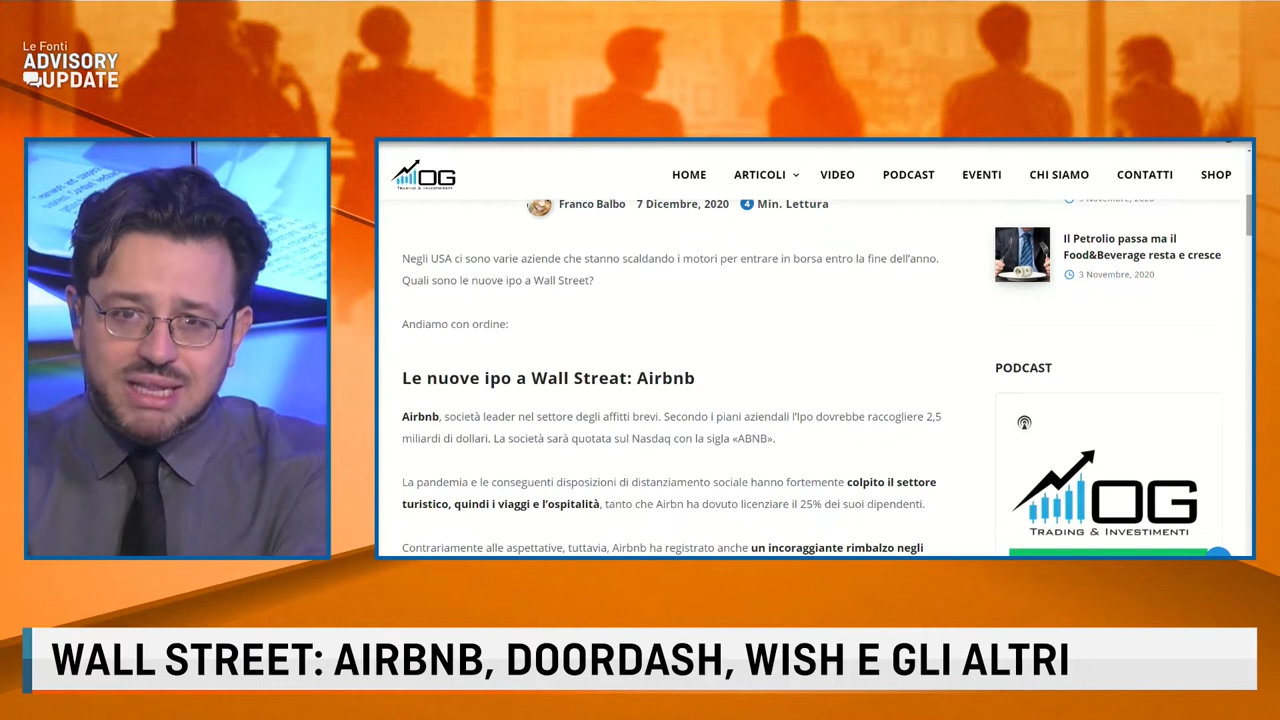 Le Fonti
ADVISORY
UPDATE
OG
TRADING & INVESTIMENTI
HOME ARTICOLI VIDEO PODCAST EVENTI CHI SIAMO CONTATTI SHOP
Franco Balbo 7 Dicembre, 2020 4 Min. Lettura
Negli USA ci sono varie aziende che stanno scaldando i motori per entrare in borsa entro la fine dell'anno.
Quali sono le nuove ipo a Wall Street?
Andiamo con ordine:
Le nuove ipo a Wall Streat: Airbnb
Airbnb, società leader nel settore degli affitti brevi. Secondo i piani aziendali l'Ipo dovrebbe raccogliere 2,5
miliardi di dollari. La società sarà quotata sul Nasdaq con la sigla «ABNB».
La pandemia e le conseguenti disposizioni di distanziamento sociale hanno fortemente colpito il settore
turistico, quindi i viaggi e l'ospitalità, tanto che Airbn ha dovuto licenziare il 25% dei suoi dipendenti.
Contrariamente alle aspettative, tuttavia, Airbnb ha registrato anche un incoraggiante rimbalzo negli
Il Petrolio passa ma il
Food&Beverage resta e cresce
3 Novembre, 2020
PODCAST
OG
TRADING & INVESTIMENTI
WALL STREET: AIRBNB, DOORDASH, WISH E GLI ALTRI